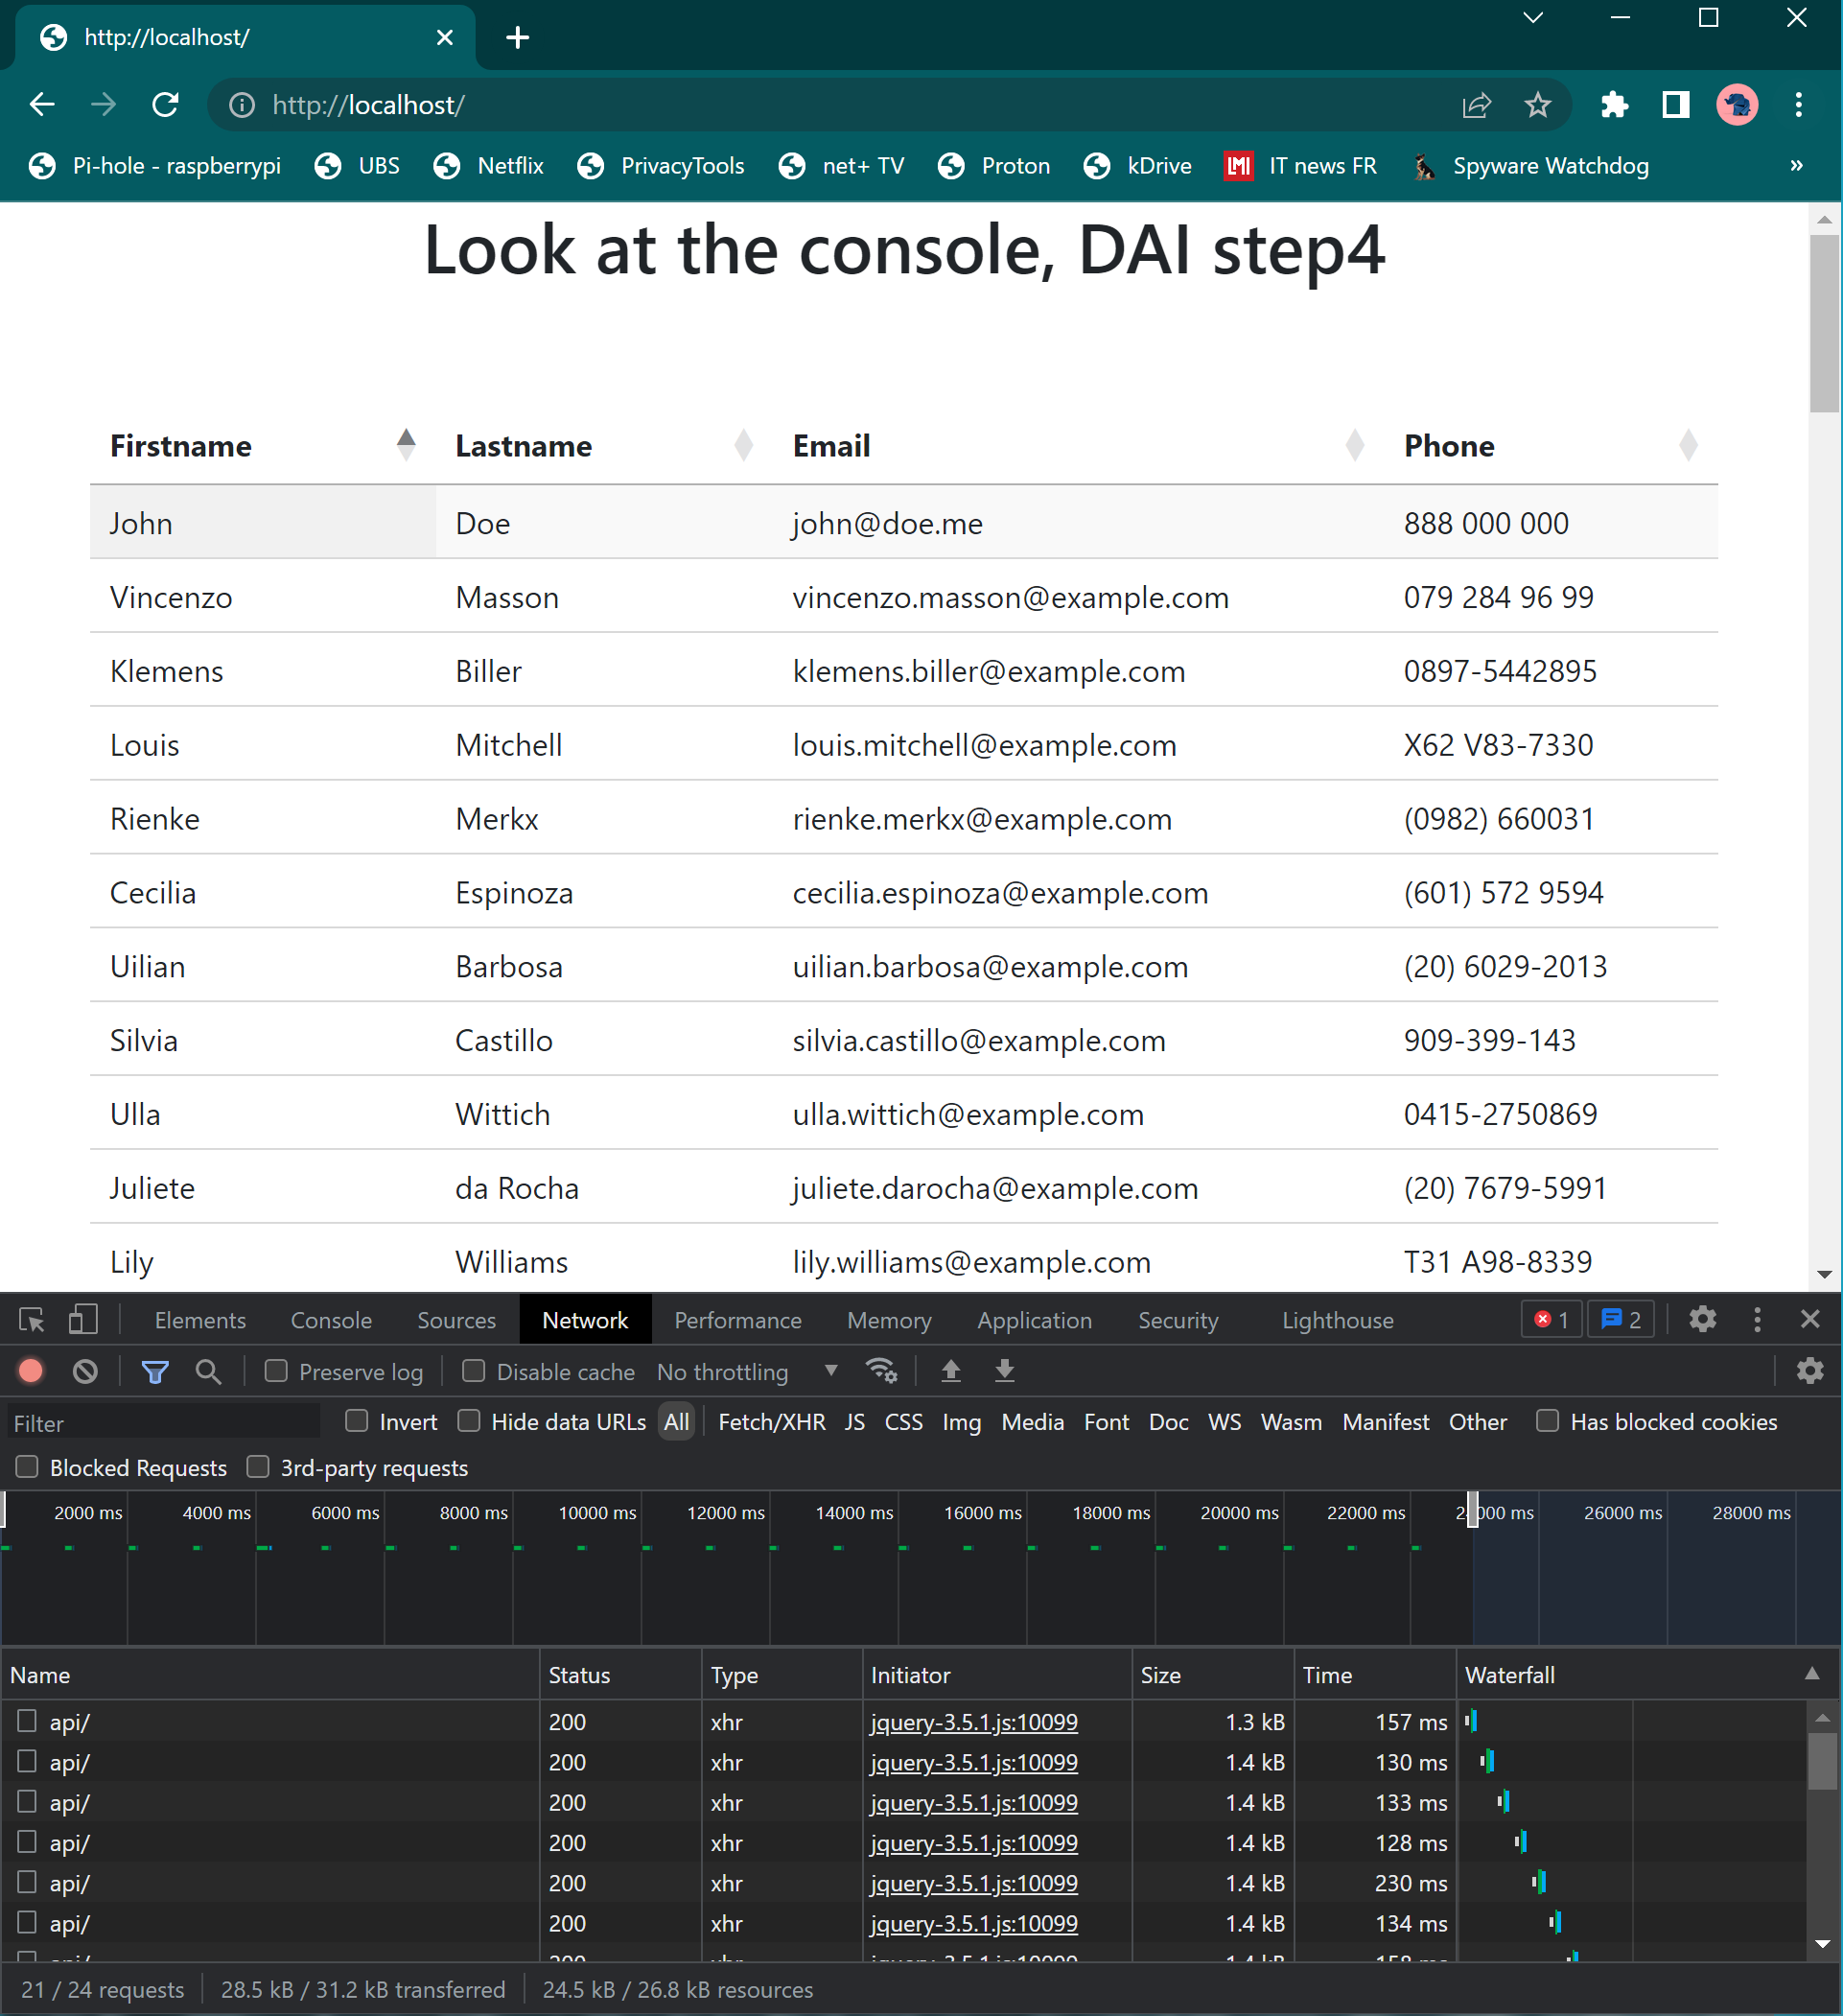 http://localhost/
http://localhost/
Pi-hole - raspberrypi UBS Netflix PrivacyTools net+ TV Proton kDrive LMI IT news FR Spyware Watchdog »
Look at the console, DAI step4
Firstname Lastname Email Phone
John Doe john@doe.me 888 000 000
Vincenzo Masson vincenzo.masson@example.com 079 284 96 99
Klemens Biller klemens.biller@example.com 0897-5442895
Louis Mitchell louis.mitchell@example.com X62 V83-7330
Rienke Merkx rienke.merkx@example.com (0982) 660031
Cecilia Espinoza cecilia.espinoza@example.com (601) 572 9594
Uilian Barbosa uilian.barbosa@example.com (20) 6029-2013
Silvia Castillo silvia.castillo@example.com 909-399-143
Ulla Wittich ulla.wittich@example.com 0415-2750869
Juliete da Rocha juliete.darocha@example.com (20) 7679-5991
Lily Williams lily.williams@example.com T31 A98-8339
Elements Console Sources Network Performance Memory Application Security Lighthouse 1 2
Preserve log Disable cache No throttling
Filter Invert Hide data URLs All Fetch/XHR JS CSS Img Media Font Doc WS Wasm Manifest Other Has blocked cookies
Blocked Requests 3rd-party requests
2000 ms 4000 ms 6000 ms 8000 ms 10000 ms 12000 ms 14000 ms 16000 ms 18000 ms 20000 ms 22000 ms ms 26000 ms 28000 ms
Name Status Type Initiator Size Time Waterfall
api/ 200 xhr jquery-3.5.1.js:10099 1.3 kB 157 ms
api/ 200 xhr jquery-3.5.1.js:10099 1.4 kB 130 ms
api/ 200 xhr jquery-3.5.1.js:10099 1.4 kB 133 ms
api/ 200 xhr jquery-3.5.1.js:10099 1.4 kB 128 ms
api/ 200 xhr jquery-3.5.1.js:10099 1.4 kB 230 ms
api/ 200 xhr jquery-3.5.1.js:10099 1.4 kB 134 ms
21 / 24 requests 28.5 kB / 31.2 kB transferred 24.5 kB / 26.8 kB resources